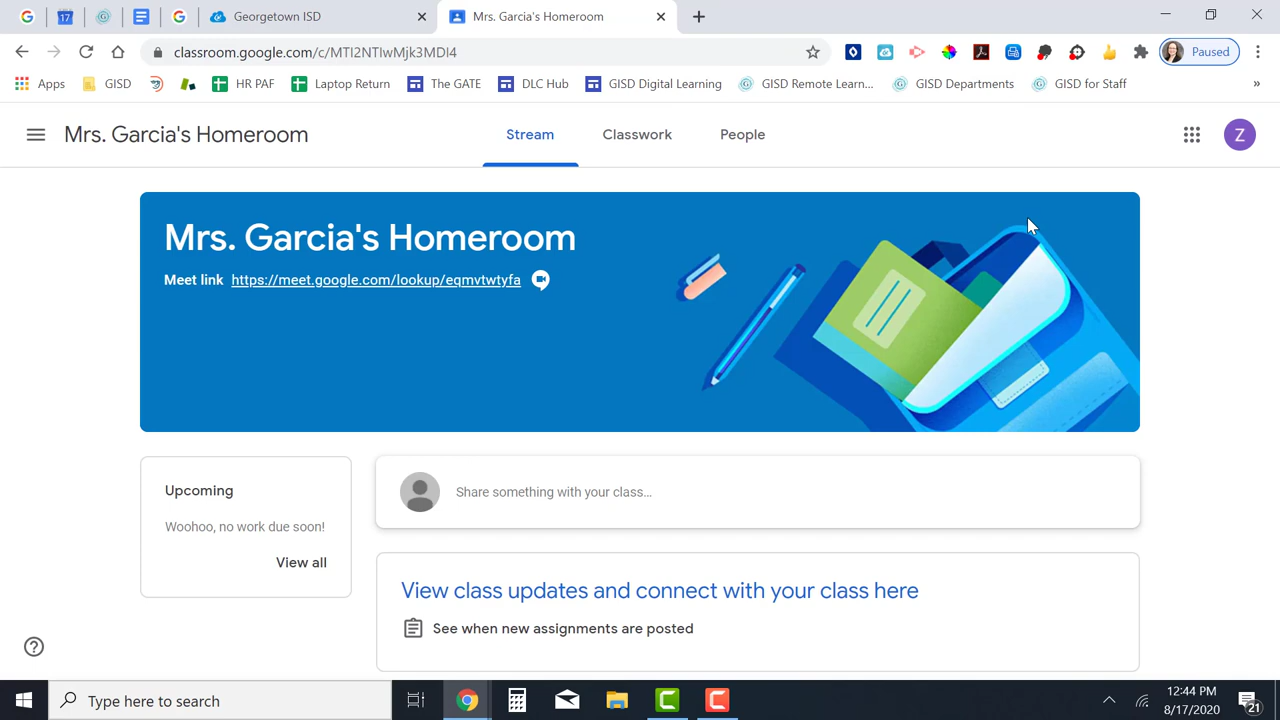 17
Georgetown ISD
Mrs. Garcia's Homeroom
classroom.google.com/c/MTI2NTIwMjk3MDI4
Paused
Apps
GISD
HR PAF
Laptop Return
The GATE
DLC Hub
GISD Digital Learning
GISD Remote Learn...
GISD Departments
GISD for Staff
»
Mrs. Garcia's Homeroom
Stream
Classwork
People
Z
Mrs. Garcia's Homeroom
Meet link https://meet.google.com/lookup/eqmvtwtyfa
Upcoming
Woohoo, no work due soon!
View all
Share something with your class...
View class updates and connect with your class here
See when new assignments are posted
Type here to search
12:44 PM
8/17/2020
21